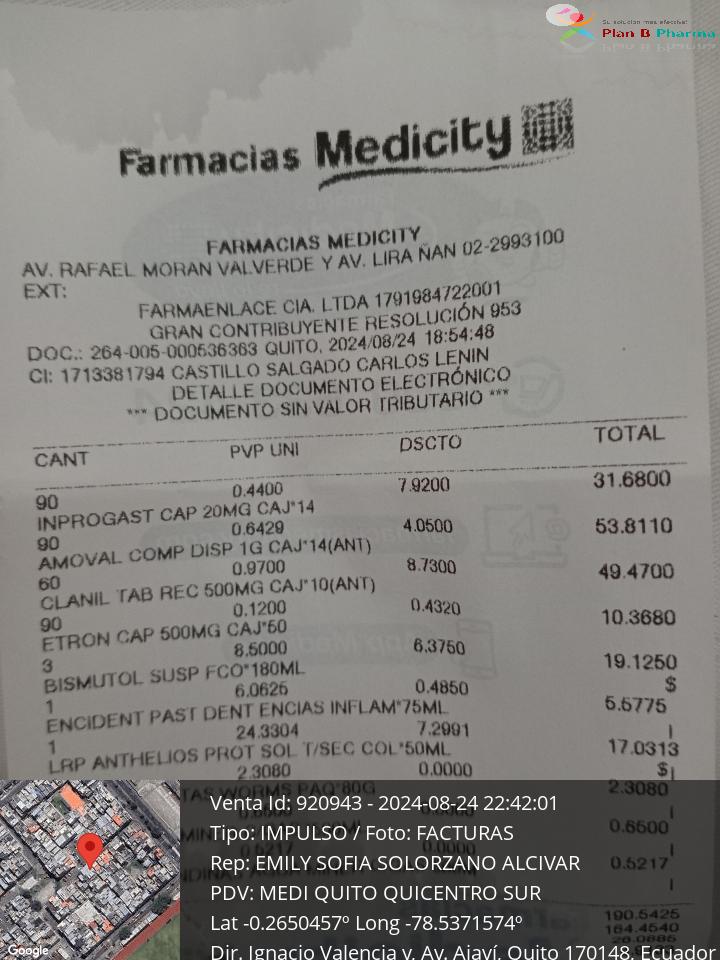 Su solución más efectiva!
Plan B Pharma
Farmacias Medicity
FARMACIAS MEDICITY
AV. RAFAEL MORAN VALVERDE Y AV. LIRA ÑAN 02-2993100
EXT:
FARMAENLACE CIA. LTDA 1791984722001
GRAN CONTRIBUYENTE RESOLUCIÓN 953
DOC.: 264-005-000536363 QUITO, 2024/08/24 18:54:48
CI: 1713381794 CASTILLO SALGADO CARLOS LENIN
DETALLE DOCUMENTO ELECTRÓNICO
*** DOCUMENTO SIN VALOR TRIBUTARIO ***
CANT PVP UNI DSCTO TOTAL
90 0.4400 7.9200 31.6800
INPROGAST CAP 20MG CAJ*14
90 0.6429 4.0500 53.8110
AMOVAL COMP DISP 1G CAJ*14(ANT)
60 0.9700 8.7300 49.4700
CLANIL TAB REC 500MG CAJ*10(ANT)
90 0.1200 0.4320 10.3680
ETRON CAP 500MG CAJ*50
3 8.5000 6.3750 19.1250
BISMUTOL SUSP FCO*180ML $
1 6.0625 0.4850 5.5775
ENCIDENT PAST DENT ENCIAS INFLAM*75ML I
1 24.3304 7.2991 17.0313
LRP ANTHELIOS PROT SOL T/SEC COL*50ML $
2.3080 0.0000 2.3080
WORMS PAQ*80G
0.6500
0.5217
190.5425
164.4540
Venta Id: 920943 - 2024-08-24 22:42:01
Tipo: IMPULSO / Foto: FACTURAS
Rep: EMILY SOFIA SOLORZANO ALCIVAR
PDV: MEDI QUITO QUICENTRO SUR
Lat -0.2650457º Long -78.5371574º
Dir. Ignacio Valencia y, Av. Ajaví, Quito 170148, Ecuador
Google